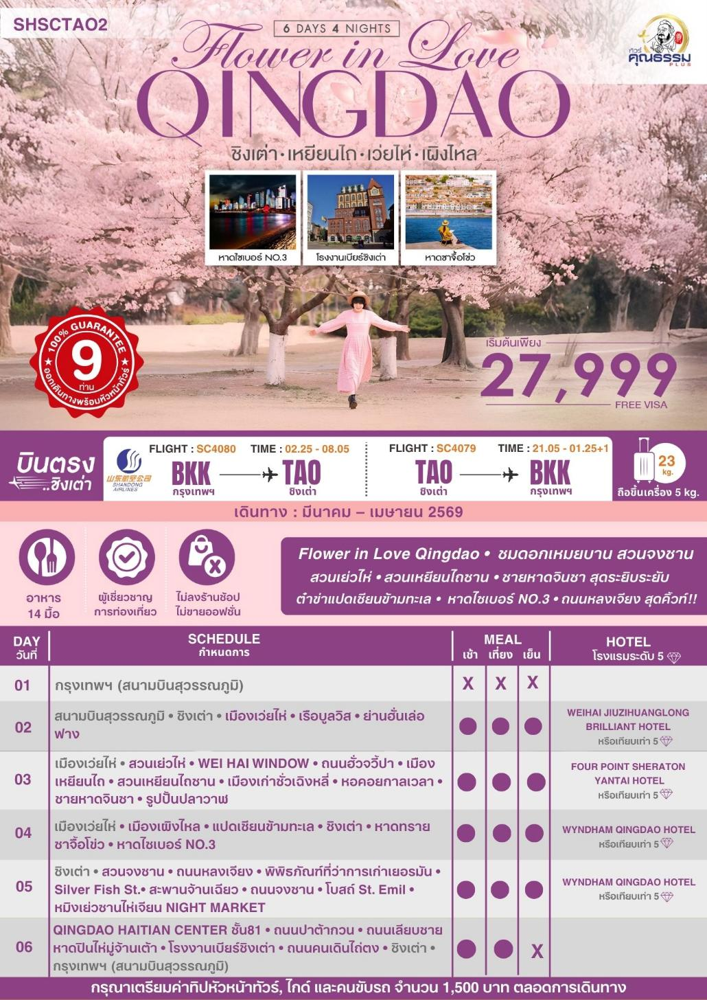 SHSCTAO2
6 DAYS 4 NIGHTS
Flower in Love
QINGDAO
ทัวร์
คุณธรรม
PLUS
ชิงเต่า • เหยียนไถ • เว่ยไห่ • เผิงไหล
หาดไซเบอร์ NO.3
โรงงานเบียร์ชิงเต่า
หาดซาจื้อโข่ว
100% GUARANTEE
9
ท่าน
ออกเดินทางพร้อมหัวหน้าทัวร์
เริ่มต้นเพียง
27,999
FREE VISA
บินตรง
..ชิงเต่า
山东航空公司
SHANDONG AIRLINES
FLIGHT : SC4080 TIME : 02.25 - 08.05
BKK TAO
กรุงเทพฯ ชิงเต่า
FLIGHT : SC4079 TIME : 21.05 - 01.25+1
TAO BKK
ชิงเต่า กรุงเทพฯ
23
kg.
ถือขึ้นเครื่อง 5 kg.
เดินทาง : มีนาคม – เมษายน 2569
อาหาร
14 มื้อ
ผู้เชี่ยวชาญ
การท่องเที่ยว
ไม่ลงร้านช้อป
ไม่ขายออฟชั่น
Flower in Love Qingdao • ชมดอกเหมยบาน สวนจงซาน
สวนเย่วไห่ • สวนเหยียนไถซาน • ชายหาดจินซา สุดระยิบระยับ
ตำข่าแปดเซียนข้ามทะเล • หาดไซเบอร์ NO.3 • ถนนหลงเจียง สุดคิ้วท์!!
DAY SCHEDULE MEAL HOTEL
วันที่ กำหนดการ เช้า เที่ยง เย็น โรงแรมระดับ 5
01 กรุงเทพฯ (สนามบินสุวรรณภูมิ) X X X
02 สนามบินสุวรรณภูมิ • ชิงเต่า • เมืองเว่ยไห่ • เรือบูลวิส • ย่านฮั่นเล่อ
ฟาง
WEIHAI JIUZIHUANGLONG
BRILLIANT HOTEL
หรือเทียบเท่า 5
03 เมืองเว่ยไห่ • สวนเย่วไห่ • WEI HAI WINDOW • ถนนฮั่วจวี้ปา • เมือง
เหยียนไถ • สวนเหยียนไถซาน • เมืองเก่าซั่วเฉิงหลี่ • หอคอยกาลเวลา •
ชายหาดจินซา • รูปปั้นปลาวาฬ
FOUR POINT SHERATON
YANTAI HOTEL
หรือเทียบเท่า 5
04 เมืองเว่ยไห่ • เมืองเผิงไหล • แปดเซียนข้ามทะเล • ชิงเต่า • หาดทราย
ซาจื้อโข่ว • หาดไซเบอร์ NO.3
WYNDHAM QINGDAO HOTEL
หรือเทียบเท่า 5
05 ชิงเต่า • สวนจงซาน • ถนนหลงเจียง • พิพิธภัณฑ์ที่ว่าการเก่าเยอรมัน •
Silver Fish St.• สะพานจ้านเฉียว • ถนนจงซาน • โบสถ์ St. Emil •
หมิงเย่วซานไห่เจียน NIGHT MARKET
WYNDHAM QINGDAO HOTEL
หรือเทียบเท่า 5
06 QINGDAO HAITIAN CENTER ชั้น81 • ถนนปาต้ากวน • ถนนเลียบชาย
หาดปินไห่มู่จ้านเต้า • โรงงานเบียร์ชิงเต่า • ถนนคนเดินไถ่ตง • ชิงเต่า •
กรุงเทพฯ (สนามบินสุวรรณภูมิ)
X
กรุณาเตรียมค่าทิปหัวหน้าทัวร์, ไกด์ และคนขับรถ จำนวน 1,500 บาท ตลอดการเดินทาง